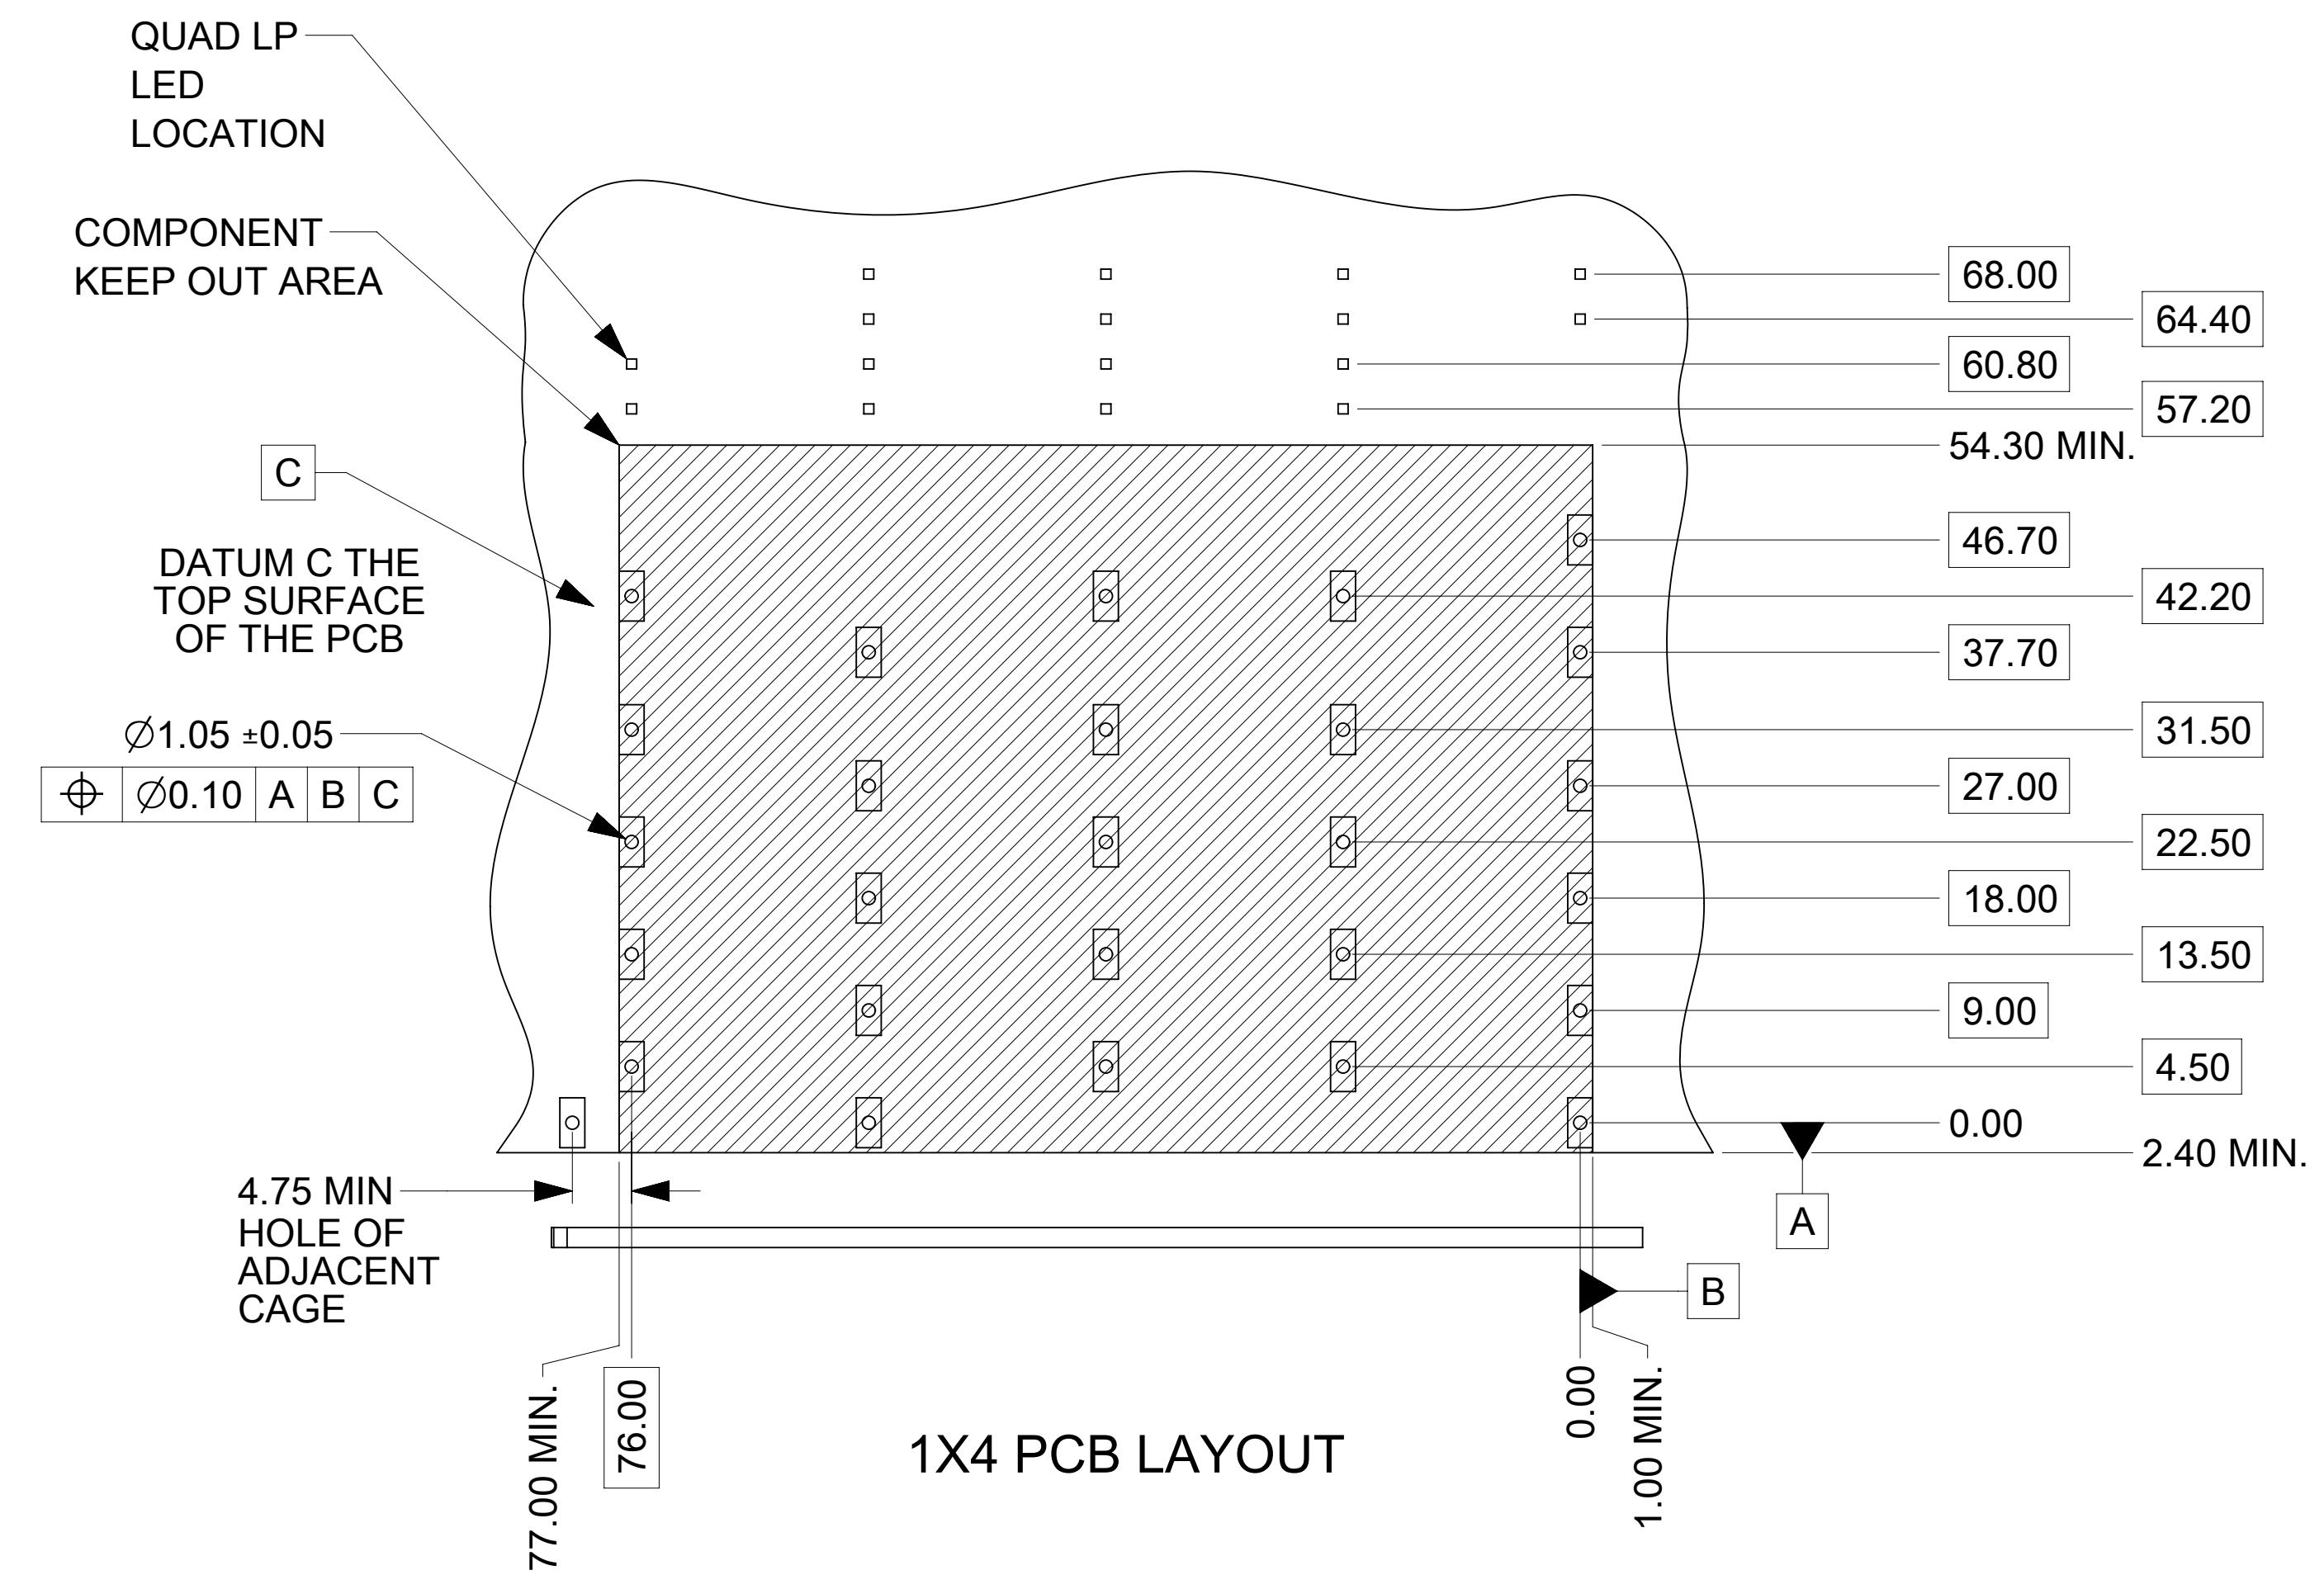 QUAD LP
LED
LOCATION
COMPONENT
KEEP OUT AREA
C
DATUM C THE
TOP SURFACE
OF THE PCB
∅1.05 ±0.05
⌖ ∅0.10 A B C
68.00
64.40
60.80
57.20
54.30 MIN.
46.70
42.20
37.70
31.50
27.00
22.50
18.00
13.50
9.00
4.50
0.00
2.40 MIN.
A
4.75 MIN
HOLE OF
ADJACENT
CAGE
B
77.00 MIN.
76.00
0.00
1.00 MIN.
1X4 PCB LAYOUT